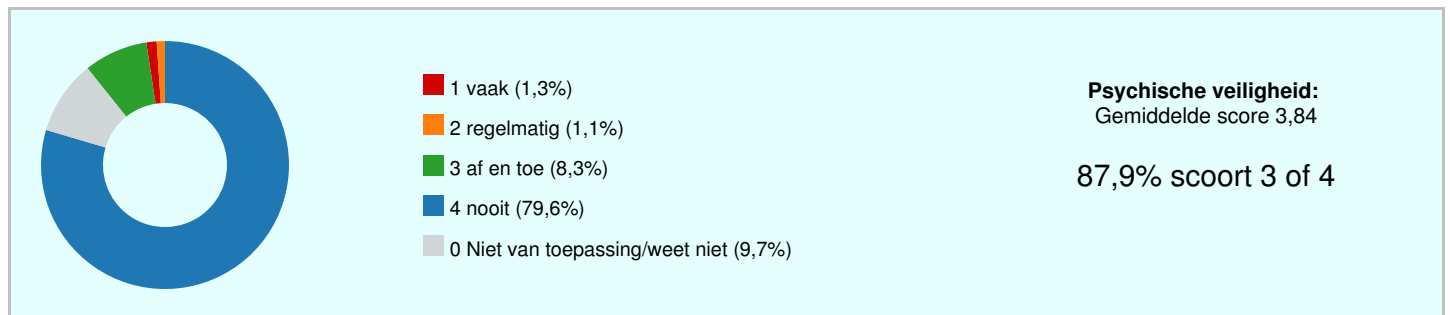 1 vaak (1,3%)
2 regelmatig (1,1%)
3 af en toe (8,3%)
4 nooit (79,6%)
0 Niet van toepassing/weet niet (9,7%)
Psychische veiligheid:
Gemiddelde score 3,84
87,9% scoort 3 of 4